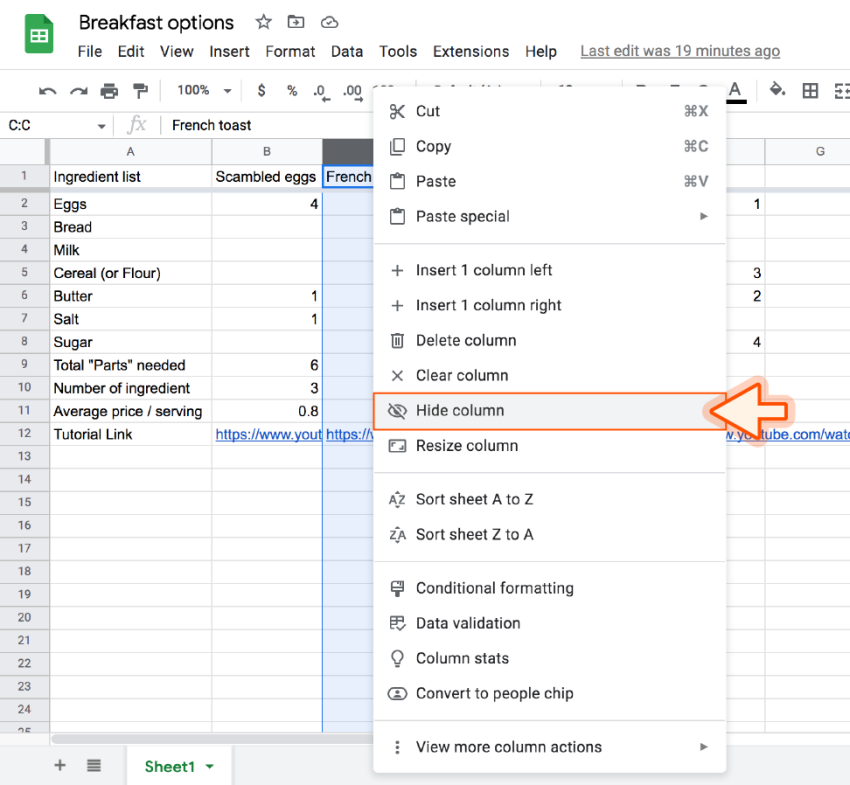 Breakfast options
File Edit View Insert Format Data Tools Extensions Help Last edit was 19 minutes ago
100% $ % .0 .00 A
C:C fx French toast
A B G
1 Ingredient list Scambled eggs French
2 Eggs 4 1
3 Bread
4 Milk
5 Cereal (or Flour) 3
6 Butter 1 2
7 Salt 1
8 Sugar 4
9 Total "Parts" needed 6
10 Number of ingredient 3
11 Average price / serving 0.8
12 Tutorial Link https://www.yout https://w w.youtube.com/watc
13
14
15
16
17
18
19
20
21
22
23
24
25
Cut ⌘X
Copy ⌘C
Paste ⌘V
Paste special
Insert 1 column left
Insert 1 column right
Delete column
Clear column
Hide column
Resize column
AZ Sort sheet A to Z
ZA Sort sheet Z to A
Conditional formatting
Data validation
Column stats
Convert to people chip
View more column actions
Sheet1